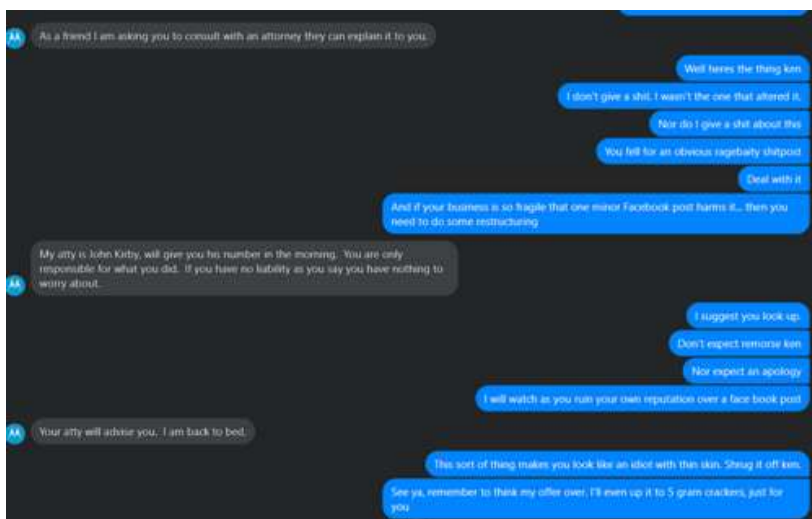 As a friend I am asking you to consult with an attorney they can explain it to you.
Well heres the thing ken
I don't give a shit. I wasn't the one that altered it.
Nor do I give a shit about this
You fell for an obvious ragebaity shitpost
Deal with it
And if your business is so fragile that one minor Facebook post harms it... then you
need to do some restructuring
My atty is John Kirby, will give you his number in the morning. You are only
responsible for what you did. If you have no liability as you say you have nothing to
worry about.
I suggest you look up.
Don't expect remorse ken
Nor expect an apology
I will watch as you ruin your own reputation over a face book post
Your atty will advise you. I am back to bed.
This sort of thing makes you look like an idiot with thin skin. Shrug it off ken.
See ya, remember to think my offer over. I'll even up it to 5 gram crackers, just for
you